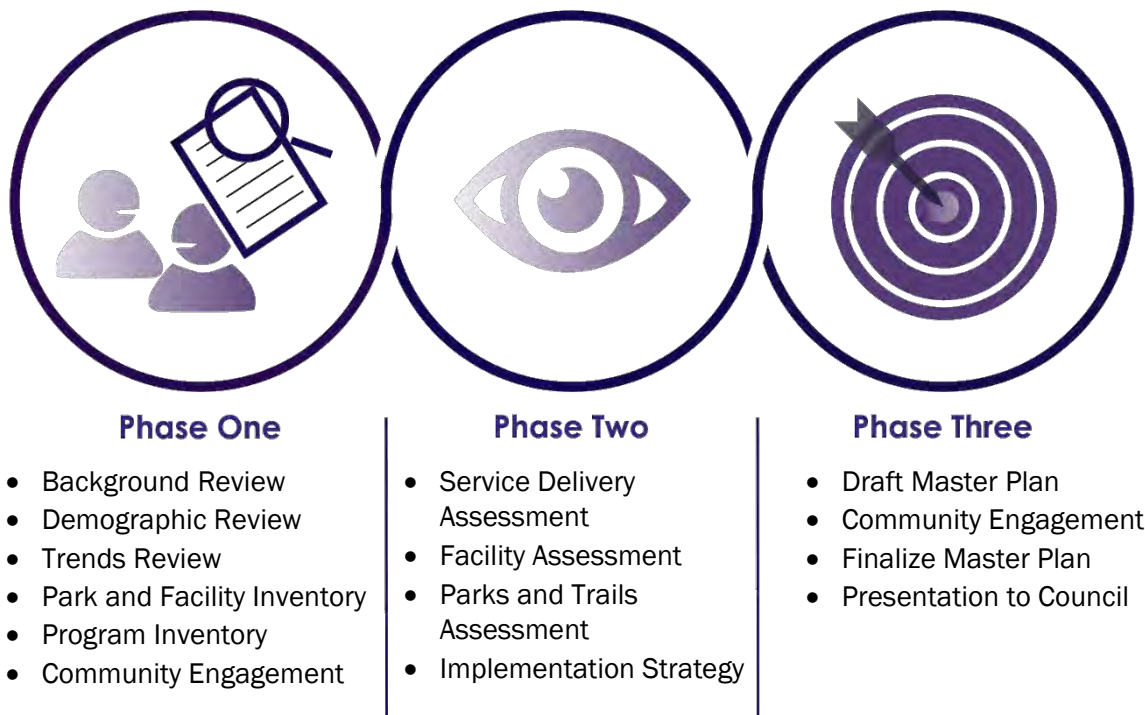 Phase One
• Background Review
• Demographic Review
• Trends Review
• Park and Facility Inventory
• Program Inventory
• Community Engagement
Phase Two
• Service Delivery
Assessment
• Facility Assessment
• Parks and Trails
Assessment
• Implementation Strategy
Phase Three
• Draft Master Plan
• Community Engagement
• Finalize Master Plan
• Presentation to Council